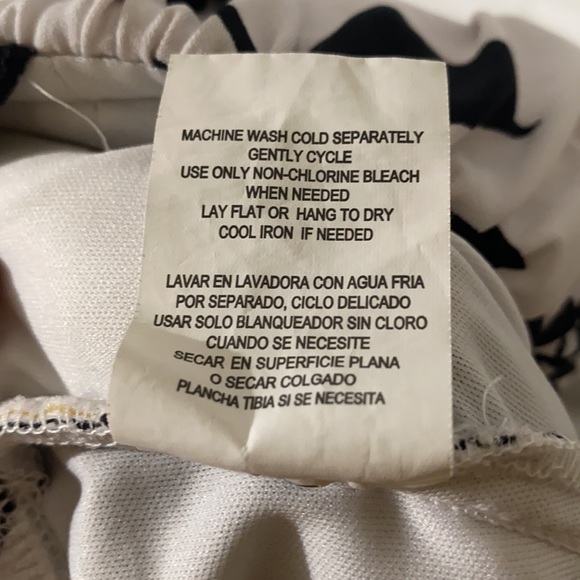 MACHINE WASH COLD SEPARATELY
GENTLY CYCLE
USE ONLY NON-CHLORINE BLEACH
WHEN NEEDED
LAY FLAT OR HANG TO DRY
COOL IRON IF NEEDED
LAVAR EN LAVADORA CON AGUA FRIA
POR SEPARADO, CICLO DELICADO
USAR SOLO BLANQUEADOR SIN CLORO
CUANDO SE NECESITE
SECAR EN SUPERFICIE PLANA
O SECAR COLGADO
PLANCHA TIBIA SI SE NECESITA